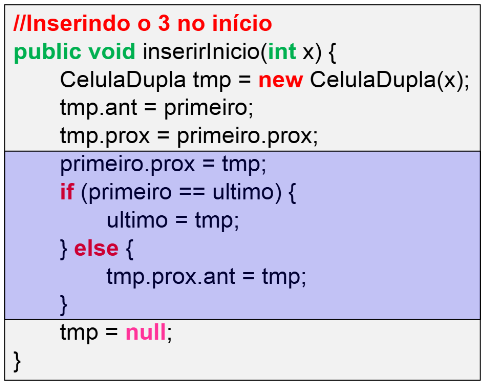 //Inserindo o 3 no início
public void inserirInicio(int x) {
CelulaDupla tmp = new CelulaDupla(x);
tmp.ant = primeiro;
tmp.prox = primeiro.prox;
primeiro.prox = tmp;
if (primeiro == ultimo) {
ultimo = tmp;
} else {
tmp.prox.ant = tmp;
}
tmp = null;
}